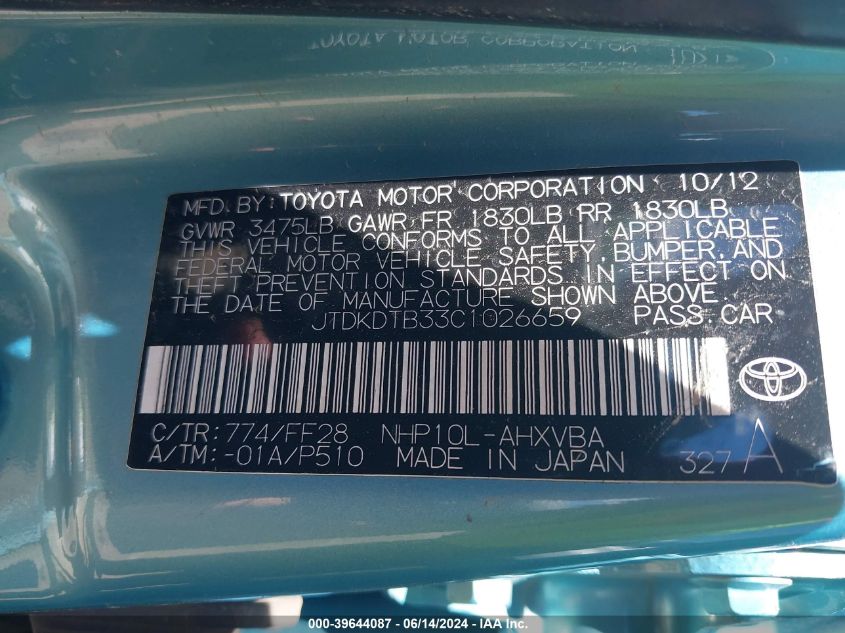 TOYOTA MOTOR CORPORATION
MFD. BY: TOYOTA MOTOR CORPORATION 10/12
GVWR 3475LB GAWR FR 1830LB RR 1830LB
THIS VEHICLE CONFORMS TO ALL APPLICABLE
FEDERAL MOTOR VEHICLE SAFETY, BUMPER, AND
THEFT PREVENTION STANDARDS IN EFFECT ON
THE DATE OF MANUFACTURE SHOWN ABOVE.
JTDKDTB33C1026659 PASS.CAR
C/TR: 774/FF28 NHP10L-AHXVBA
A/TM: -01A/P510 MADE IN JAPAN 327 A
000-39644087 - 06/14/2024 - IAA Inc.